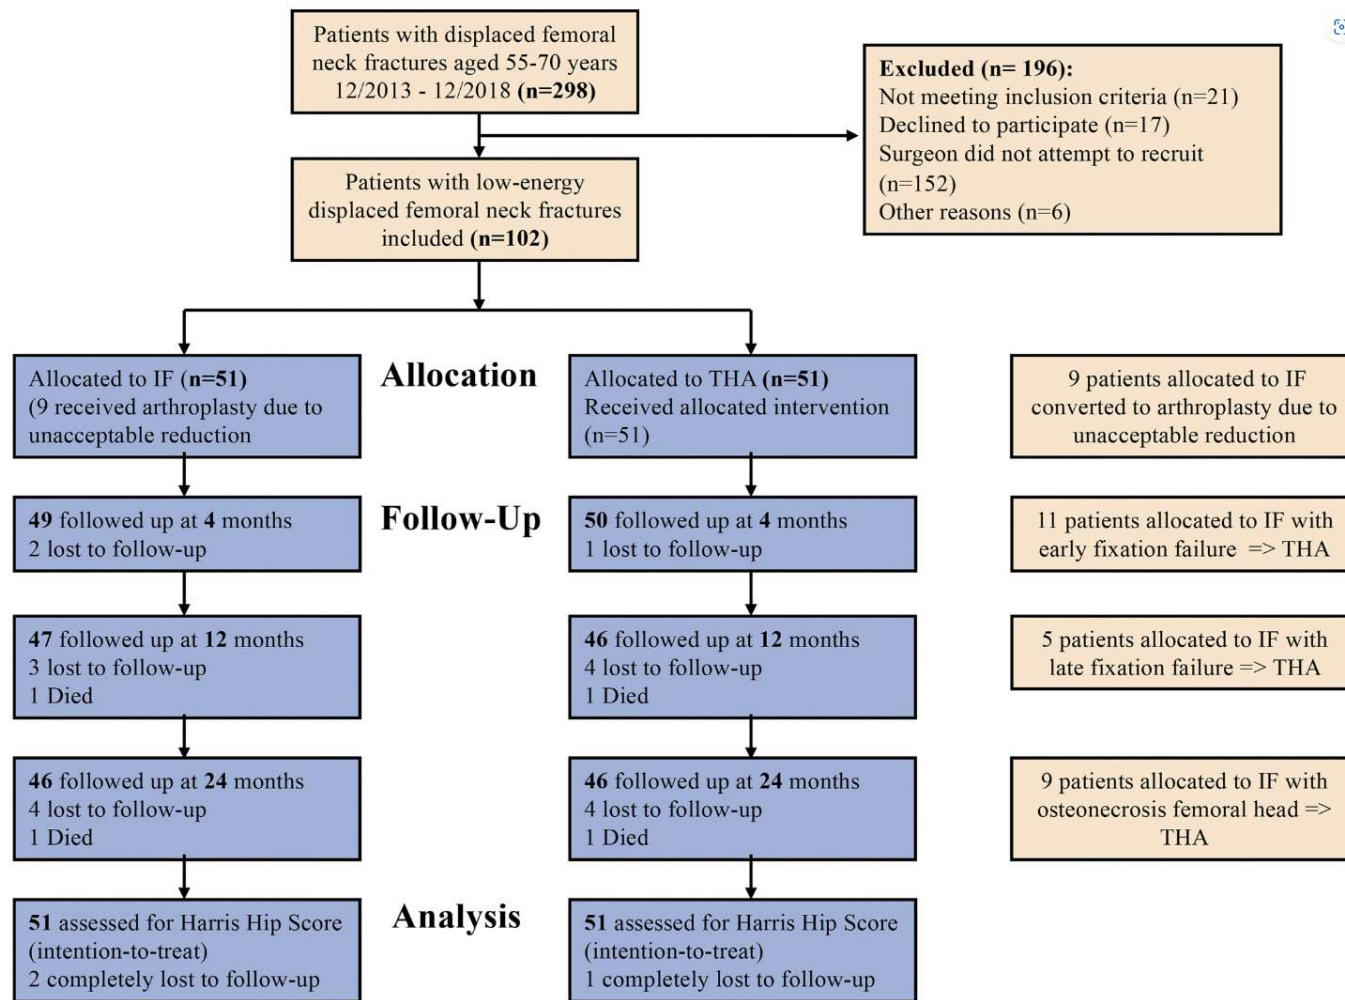 Patients with displaced femoral
neck fractures aged 55-70 years
12/2013 - 12/2018 (n=298)
Excluded (n= 196):
Not meeting inclusion criteria (n=21)
Declined to participate (n=17)
Surgeon did not attempt to recruit
(n=152)
Other reasons (n=6)
Patients with low-energy
displaced femoral neck fractures
included (n=102)
Allocation
Allocated to IF (n=51)
(9 received arthroplasty due to
unacceptable reduction
Allocated to THA (n=51)
Received allocated intervention
(n=51)
9 patients allocated to IF
converted to arthroplasty due to
unacceptable reduction
Follow-Up
49 followed up at 4 months
2 lost to follow-up
50 followed up at 4 months
1 lost to follow-up
11 patients allocated to IF with
early fixation failure => THA
47 followed up at 12 months
3 lost to follow-up
1 Died
46 followed up at 12 months
4 lost to follow-up
1 Died
5 patients allocated to IF with
late fixation failure => THA
46 followed up at 24 months
4 lost to follow-up
1 Died
46 followed up at 24 months
4 lost to follow-up
1 Died
9 patients allocated to IF with
osteonecrosis femoral head =>
THA
Analysis
51 assessed for Harris Hip Score
(intention-to-treat)
2 completely lost to follow-up
51 assessed for Harris Hip Score
(intention-to-treat)
1 completely lost to follow-up